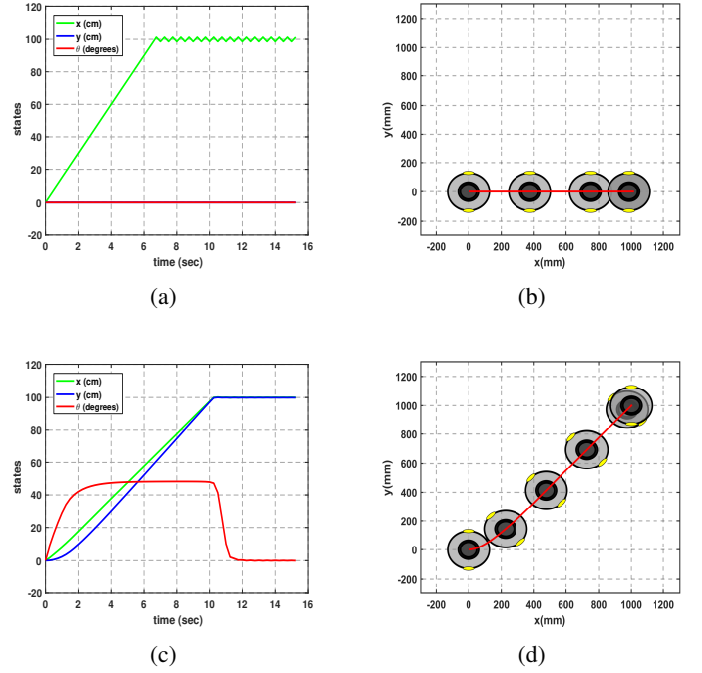 120
100
80
60
40
20
0
-20
states
x (cm)
y (cm)
θ (degrees)
0 2 4 6 8 10 12 14 16
time (sec)
(a)
1200
1000
800
600
400
200
0
-200
y(mm)
-200 0 200 400 600 800 1000 1200
x(mm)
(b)
120
100
80
60
40
20
0
-20
states
x (cm)
y (cm)
θ (degrees)
0 2 4 6 8 10 12 14 16
time (sec)
(c)
1200
1000
800
600
400
200
0
-200
y(mm)
-200 0 200 400 600 800 1000 1200
x(mm)
(d)